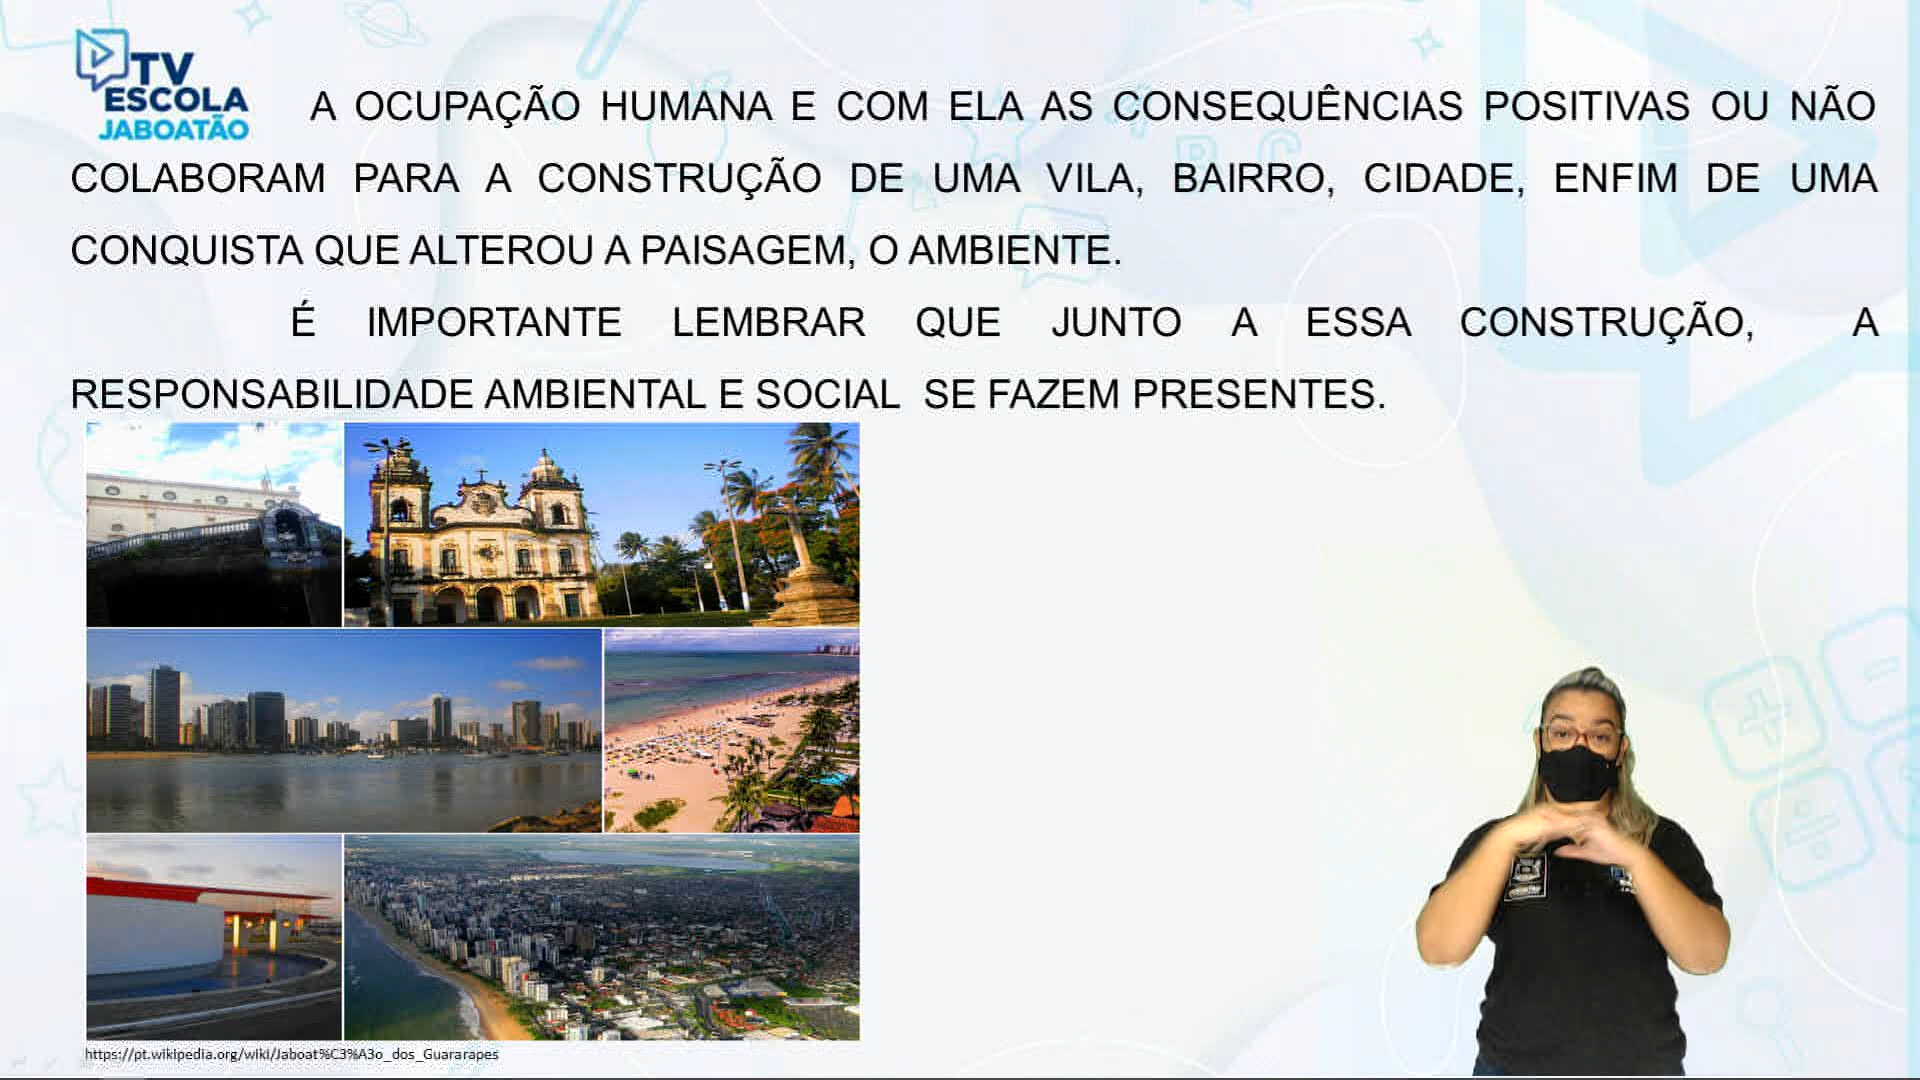 TV
ESCOLA
JABOATÃO
A OCUPAÇÃO HUMANA E COM ELA AS CONSEQUÊNCIAS POSITIVAS OU NÃO
COLABORAM PARA A CONSTRUÇÃO DE UMA VILA, BAIRRO, CIDADE, ENFIM DE UMA
CONQUISTA QUE ALTEROU A PAISAGEM, O AMBIENTE.
É IMPORTANTE LEMBRAR QUE JUNTO A ESSA CONSTRUÇÃO, A
RESPONSABILIDADE AMBIENTAL E SOCIAL SE FAZEM PRESENTES.
https://pt.wikipedia.org/wiki/Jaboat%C3%A3o_dos_Guararapes